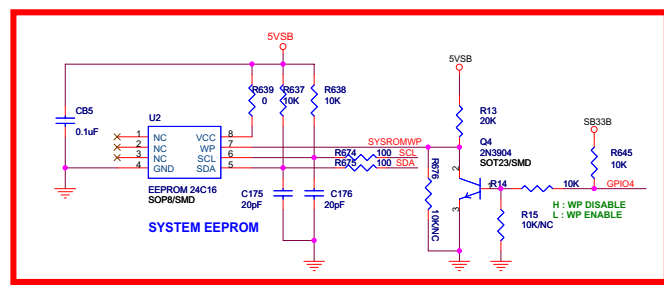 5VSB
5VSB
R639
0
R637
10K
R638
10K
CB5
0.1uF
U2
R13
20K
SB33B
1 NC VCC 8
2 NC WP 7
3 NC SCL 6
4 GND SDA 5
SYSROMWP
R674 100 SCL
R675 100 SDA
Q4
2N3904
SOT23/SMD
R645
10K
EEPROM 24C16
SOP8/SMD
C175
20pF
C176
20pF
R676
10K/NC
2
1
3
R14 10K GPIO4
R15
10K/NC
H : WP DISABLE
L : WP ENABLE
SYSTEM EEPROM